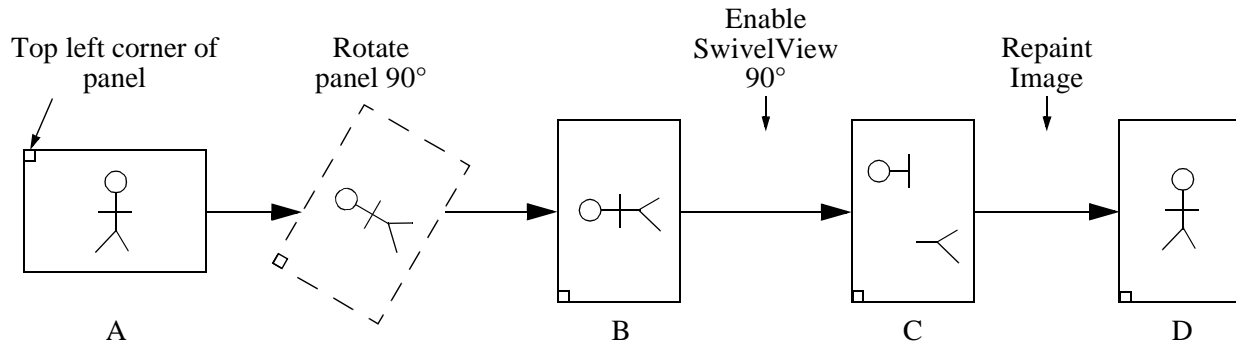 Top left corner of
panel
Rotate
panel 90°
Enable
SwivelView
90°
Repaint
Image
A
B
C
D